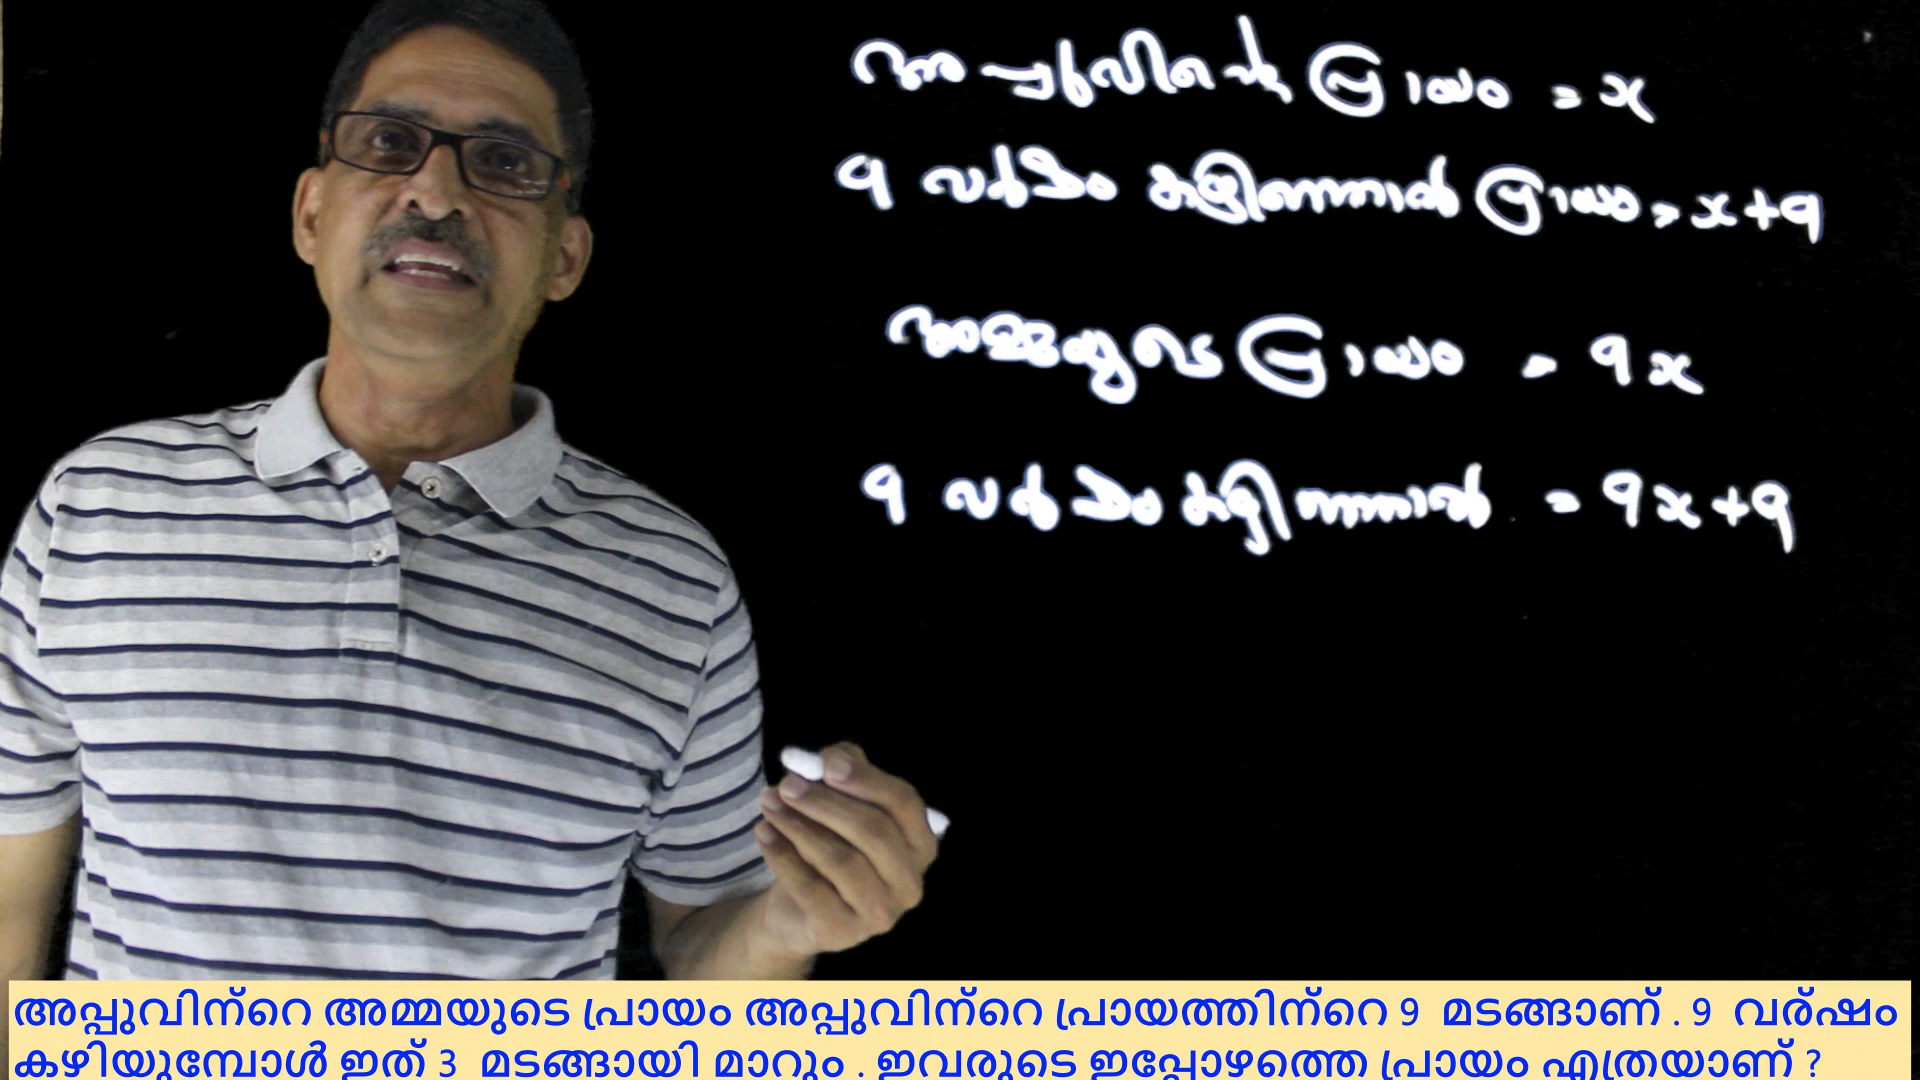 അപ്പുവിന്റെ പ്രായം = x
9 വർഷം കഴിഞ്ഞാൽ പ്രായം = x+9
അമ്മയുടെ പ്രായം = 9x
9 വർഷം കഴിഞ്ഞാൽ = 9x+9
അപ്പുവിന്റെ അമ്മയുടെ പ്രായം അപ്പുവിന്റെ പ്രായത്തിന്റെ 9 മടങ്ങാണ് . 9 വര്ഷം
കഴിയുമ്പോൾ ഇത് 3 മടങ്ങായി മാറും . ഇവരുടെ ഇപ്പോഴത്തെ പ്രായം എത്രയാണ് ?